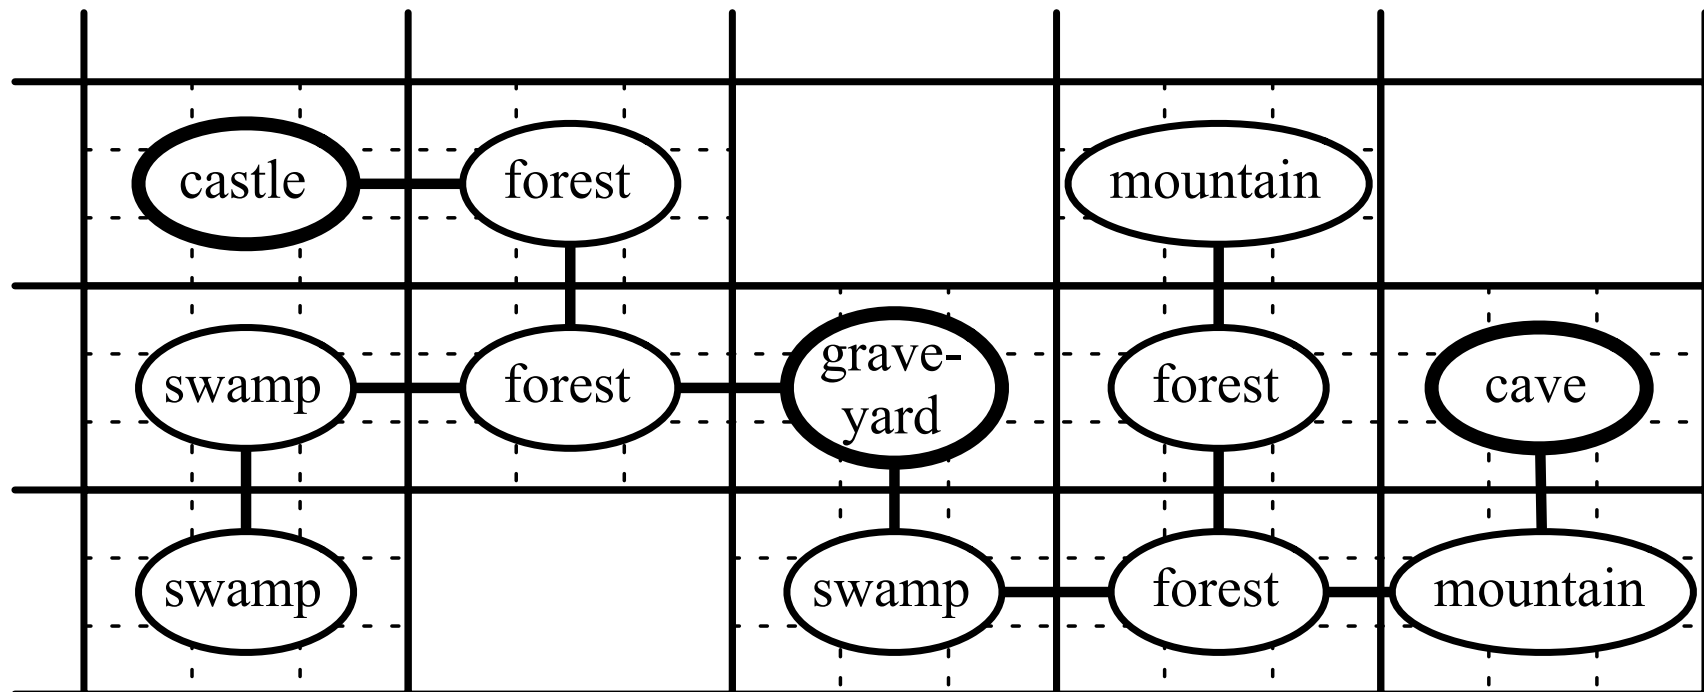 castle
forest
mountain
swamp
forest
grave-
yard
forest
cave
swamp
swamp
forest
mountain